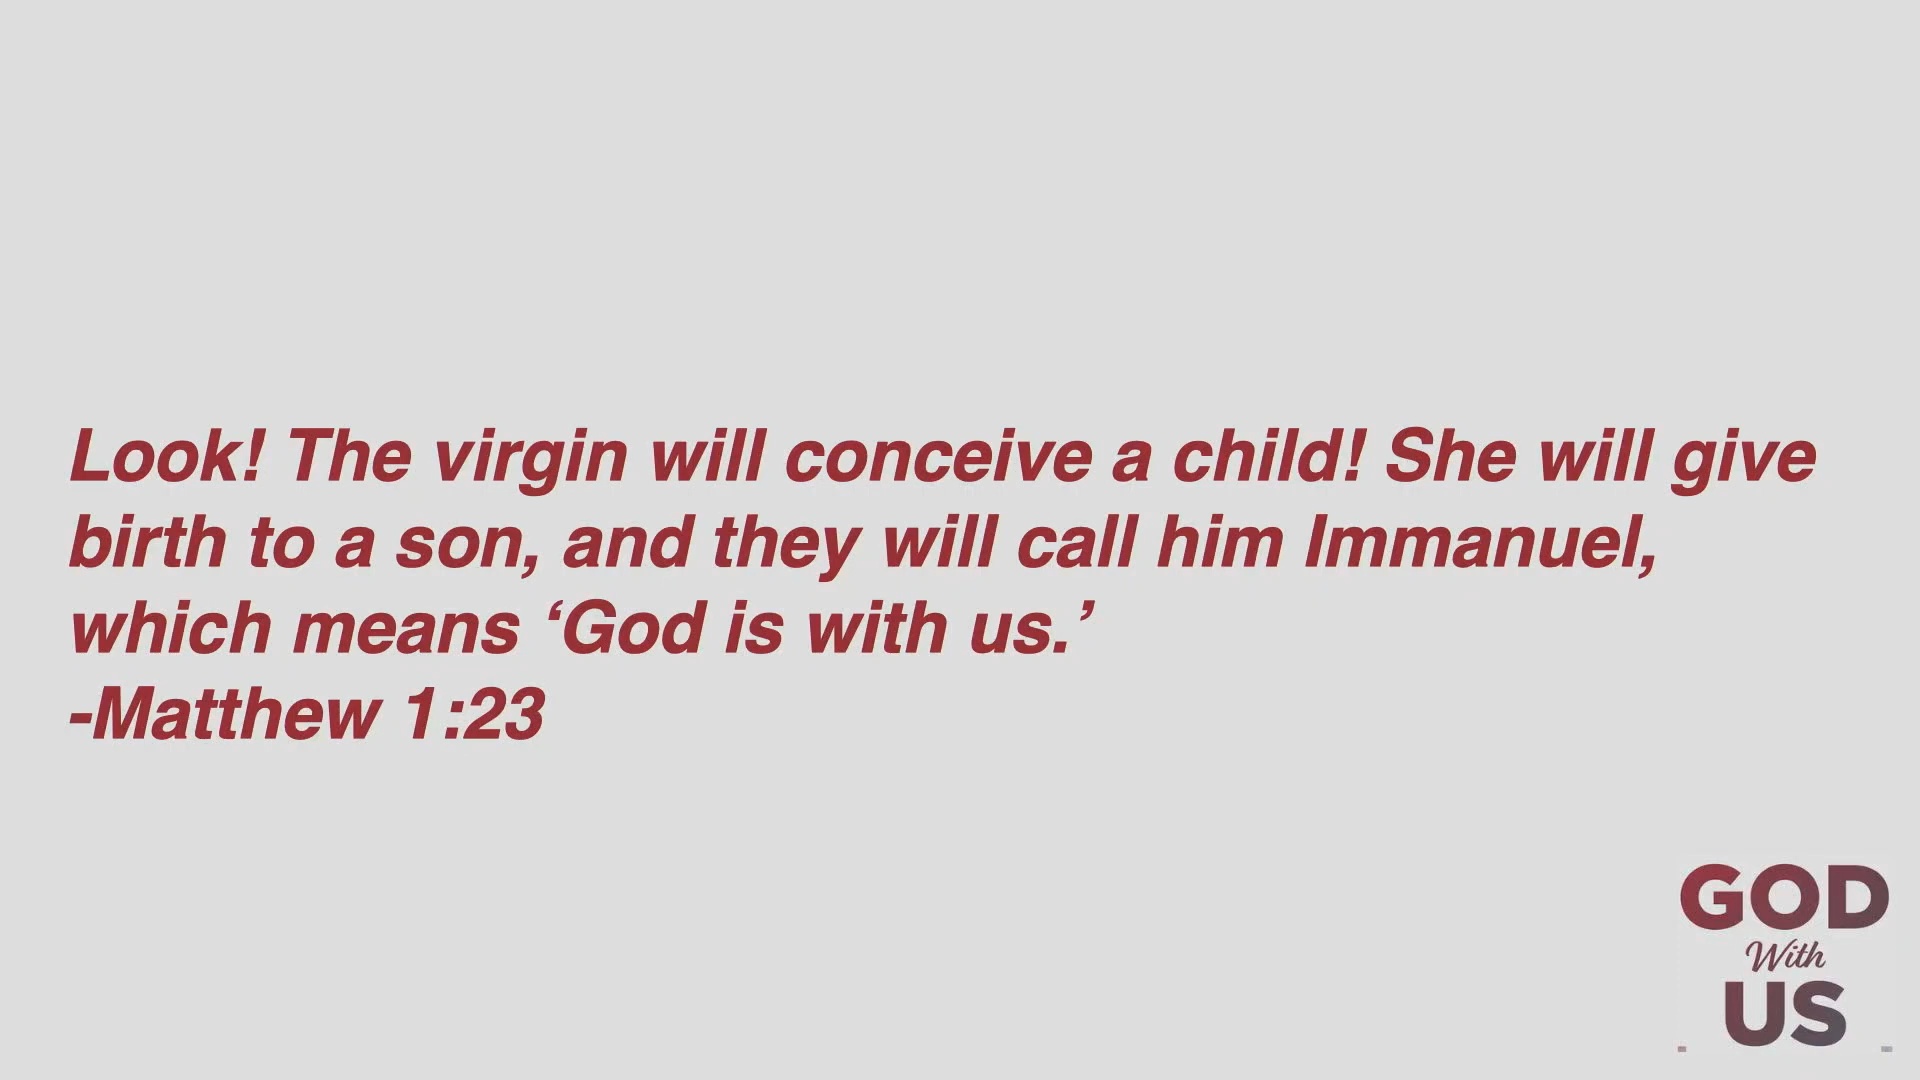 Look! The virgin will conceive a child! She will give
birth to a son, and they will call him Immanuel,
which means ‘God is with us.’
-Matthew 1:23
GOD
With
US